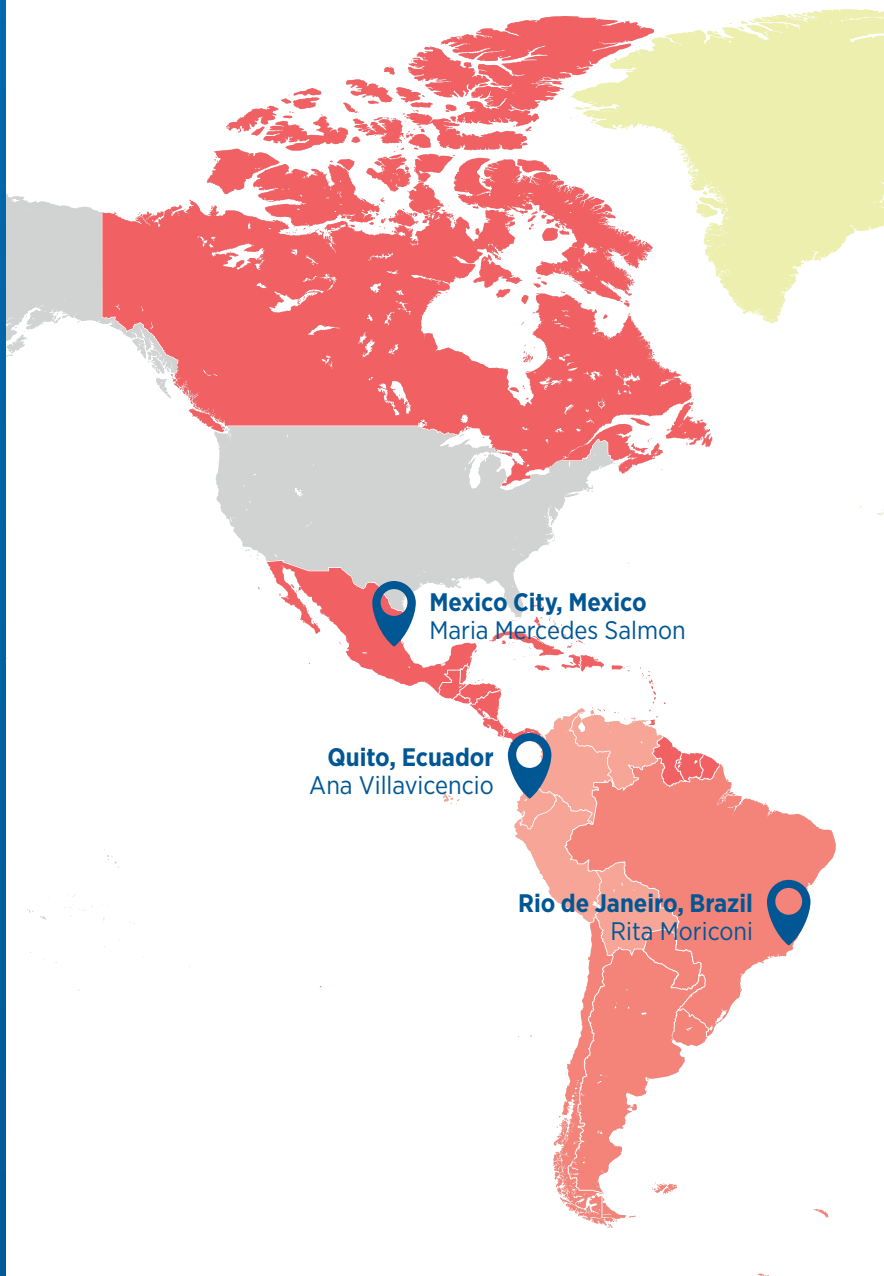 Mexico City, Mexico
Maria Mercedes Salmon
Quito, Ecuador
Ana Villavicencio
Rio de Janeiro, Brazil
Rita Moriconi